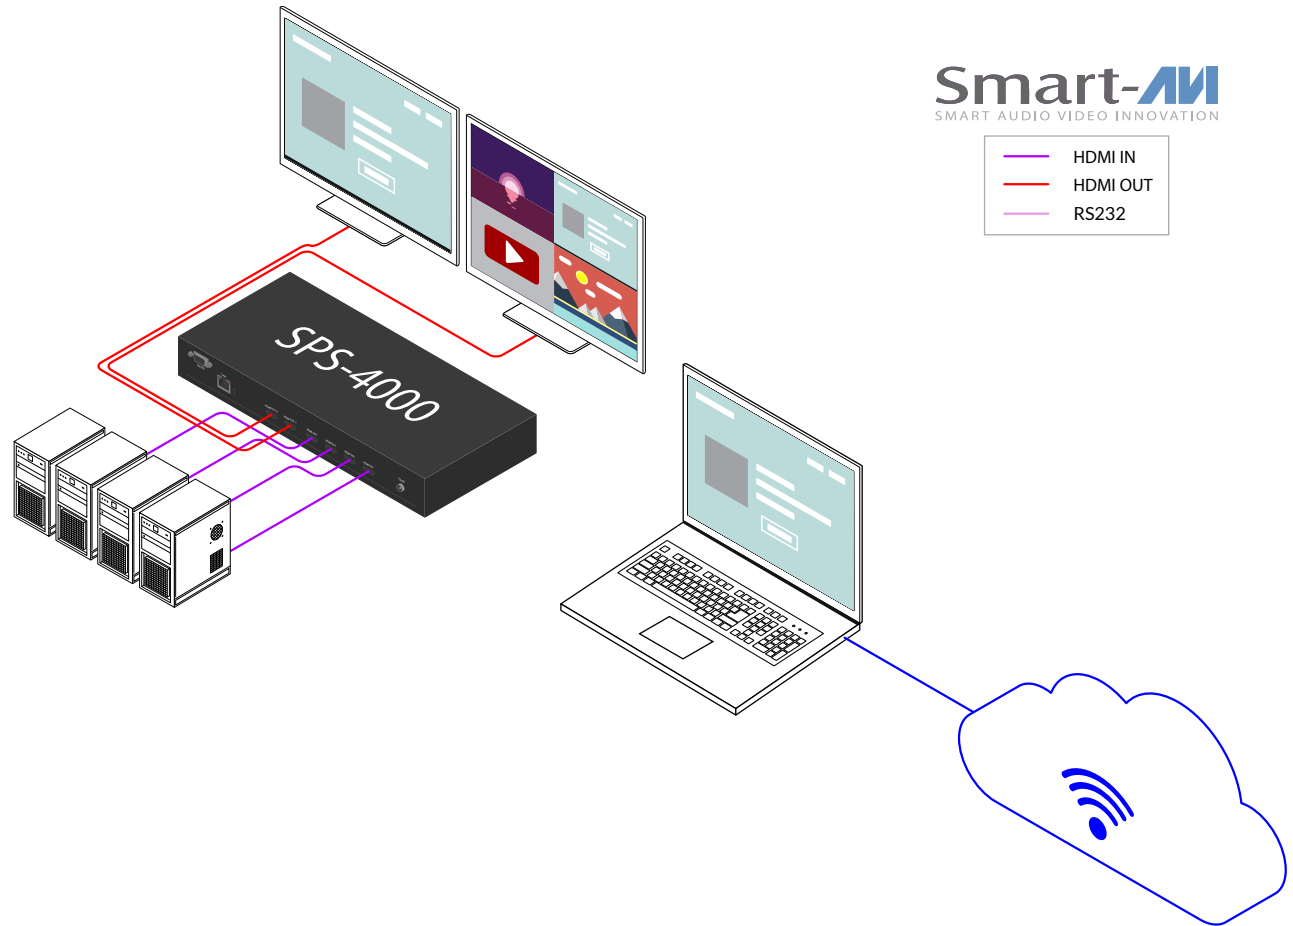 Smart-AVI
SMART AUDIO VIDEO INNOVATION
HDMI IN
HDMI OUT
RS232
SPS-4000